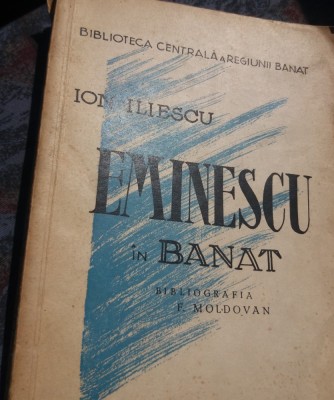 BIBLIOTECA CENTRALĂ A REGIUNII BANAT
ION ILIESCU
EMINESCU
în BANAT
BIBLIOGRAFIA
F. MOLDOVAN